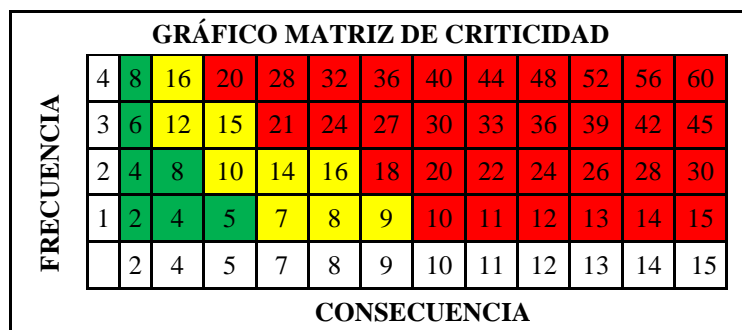 GRÁFICO MATRIZ DE CRITICIDAD
FRECUENCIA
4 8 16 20 28 32 36 40 44 48 52 56 60
3 6 12 15 21 24 27 30 33 36 39 42 45
2 4 8 10 14 16 18 20 22 24 26 28 30
1 2 4 5 7 8 9 10 11 12 13 14 15
2 4 5 7 8 9 10 11 12 13 14 15
CONSECUENCIA